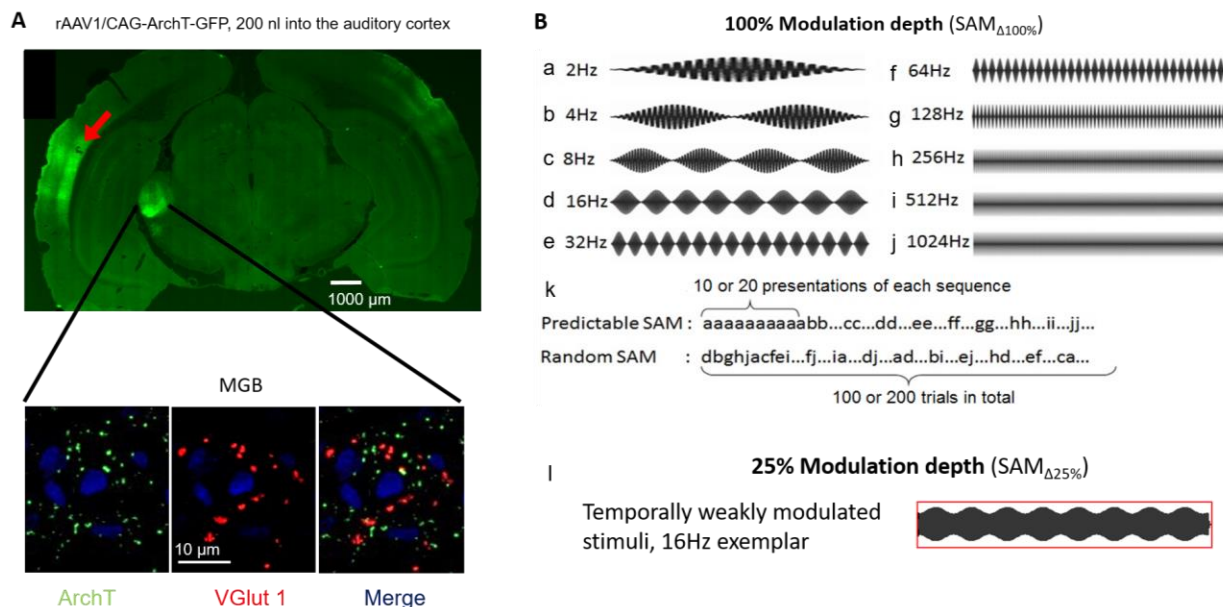 A
rAAV1/CAG-ArchT-GFP, 200 nl into the auditory cortex
1000 µm
MGB
10 µm
ArchT
VGlut 1
Merge
B
100% Modulation depth (SAMΔ100%)
a 2Hz
b 4Hz
c 8Hz
d 16Hz
e 32Hz
f 64Hz
g 128Hz
h 256Hz
i 512Hz
j 1024Hz
k
10 or 20 presentations of each sequence
Predictable SAM : aaaaaaaaaabb...cc...dd...ee...ff...gg...hh...ii...jj...
Random SAM : dbghjacfei...fj...ia...dj...ad...bi...ej...hd...ef...ca...
100 or 200 trials in total
l
25% Modulation depth (SAMΔ25%)
Temporally weakly modulated
stimuli, 16Hz exemplar